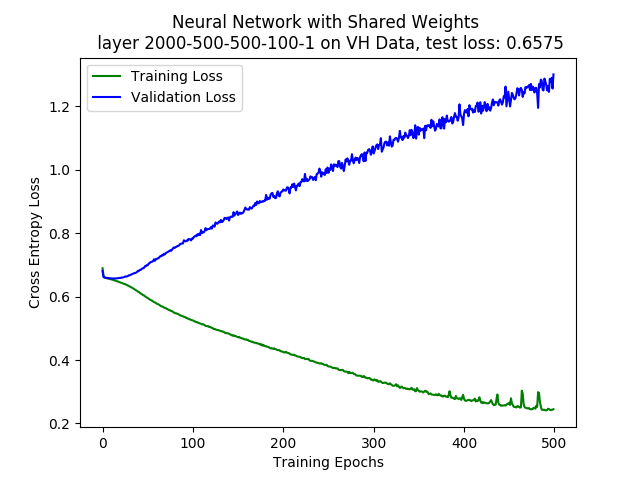 Neural Network with Shared Weights
layer 2000-500-500-100-1 on VH Data, test loss: 0.6575
Training Loss
Validation Loss
Cross Entropy Loss
1.2
1.0
0.8
0.6
0.4
0.2
0 100 200 300 400 500
Training Epochs